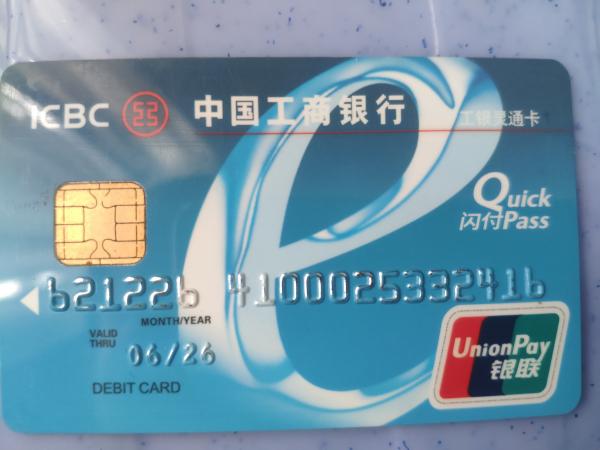 ICBC 中国工商银行
工银灵通卡
Quick
闪付Pass
621226 4100025332416
MONTH/YEAR
VALID
THRU
06/26
DEBIT CARD
UnionPay
银联